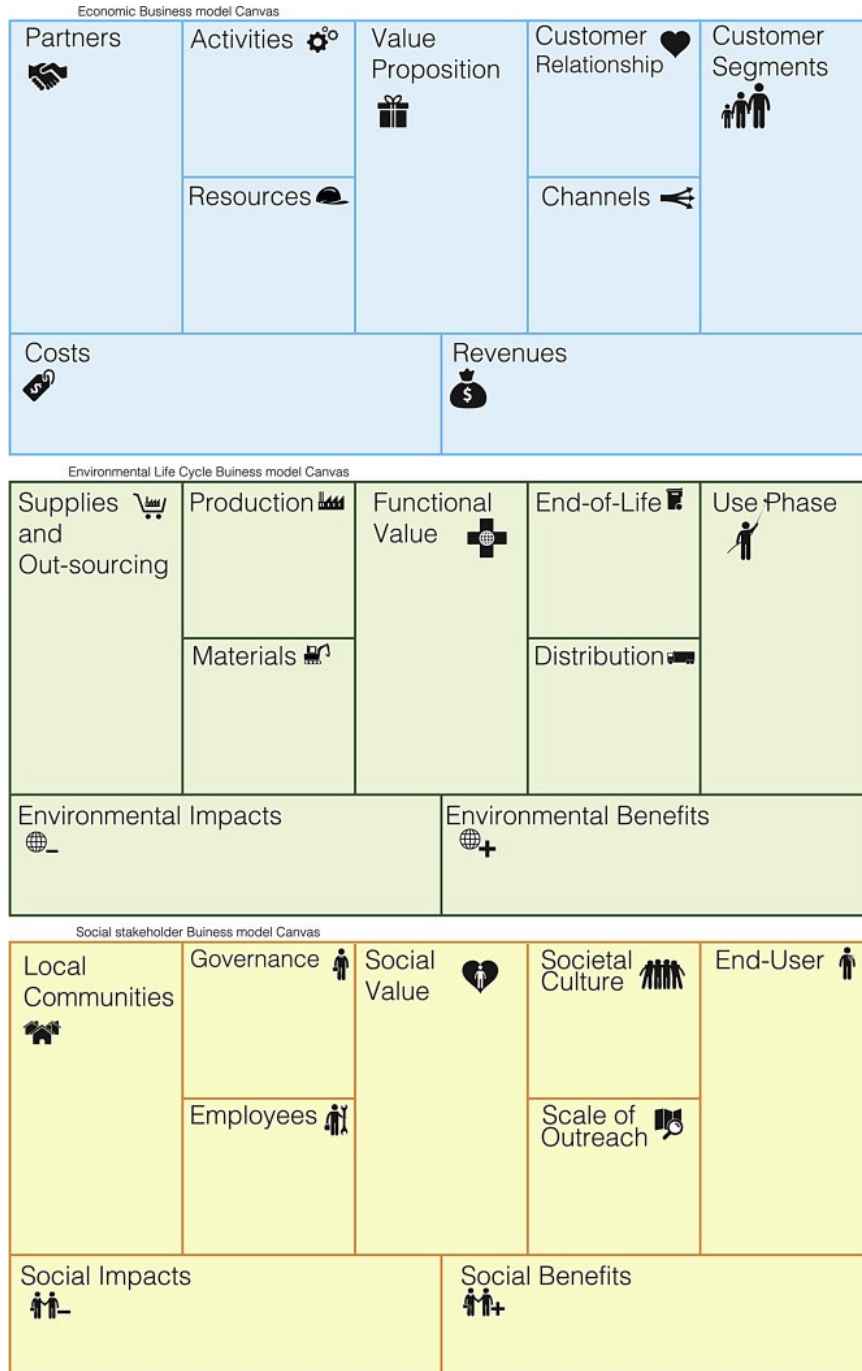 Economic Business model Canvas
Partners
Activities
Value
Proposition
Customer
Relationship
Customer
Segments
Resources
Channels
Costs
$
Revenues
$
Environmental Life Cycle Buiness model Canvas
Supplies
and
Out-sourcing
Production
Functional
Value
End-of-Life
Use Phase
Materials
Distribution
Environmental Impacts
Environmental Benefits
Social stakeholder Buiness model Canvas
Local
Communities
Governance
Social
Value
Societal
Culture
End-User
Employees
Scale of
Outreach
Social Impacts
Social Benefits